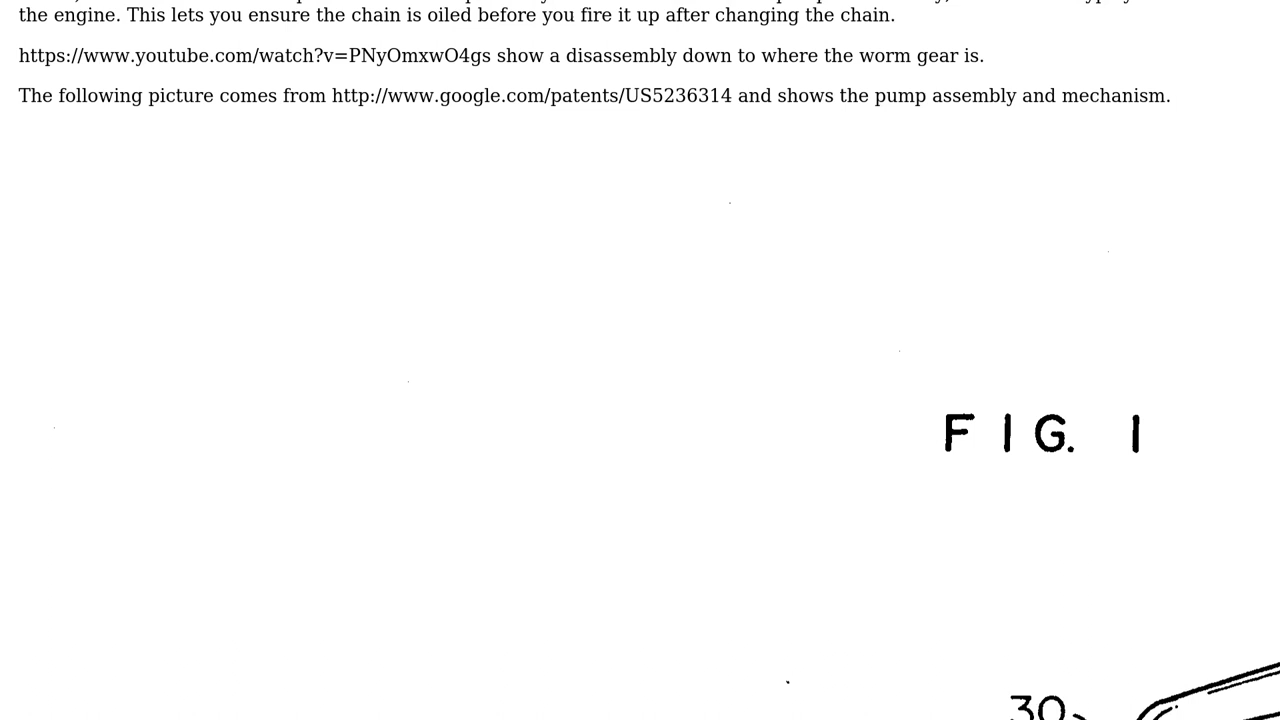 the engine. This lets you ensure the chain is oiled before you fire it up after changing the chain.
https://www.youtube.com/watch?v=PNyOmxwO4gs show a disassembly down to where the worm gear is.
The following picture comes from http://www.google.com/patents/US5236314 and shows the pump assembly and mechanism.
FIG. 1
30